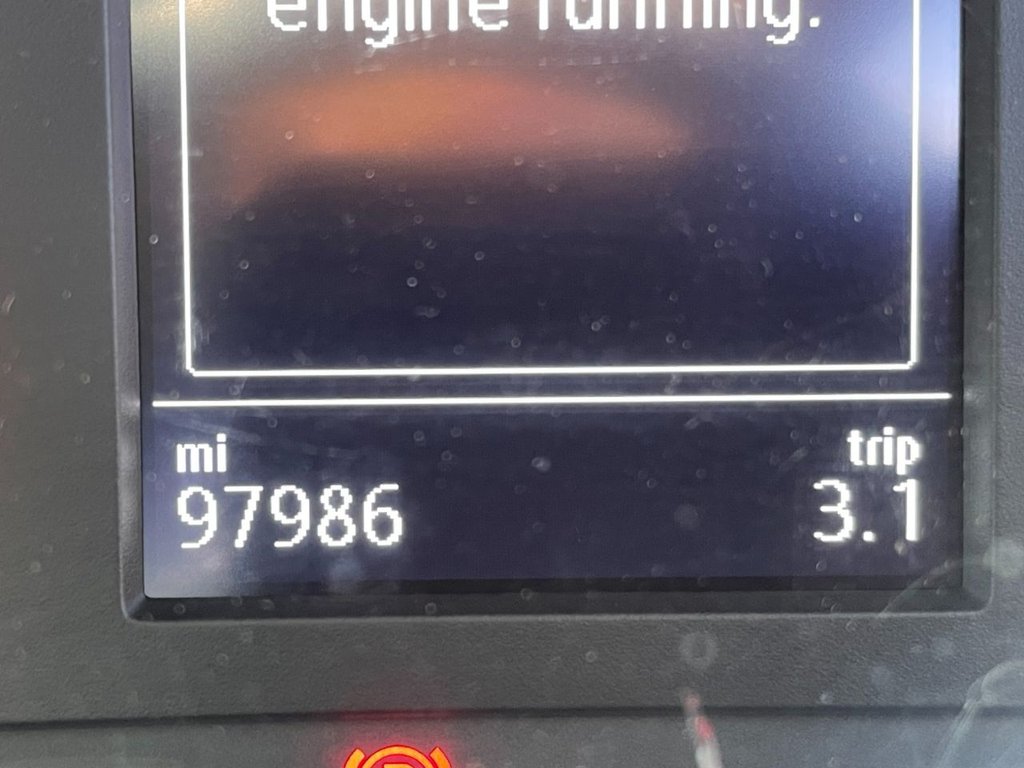 engine running.
mi
trip
97986
3.1